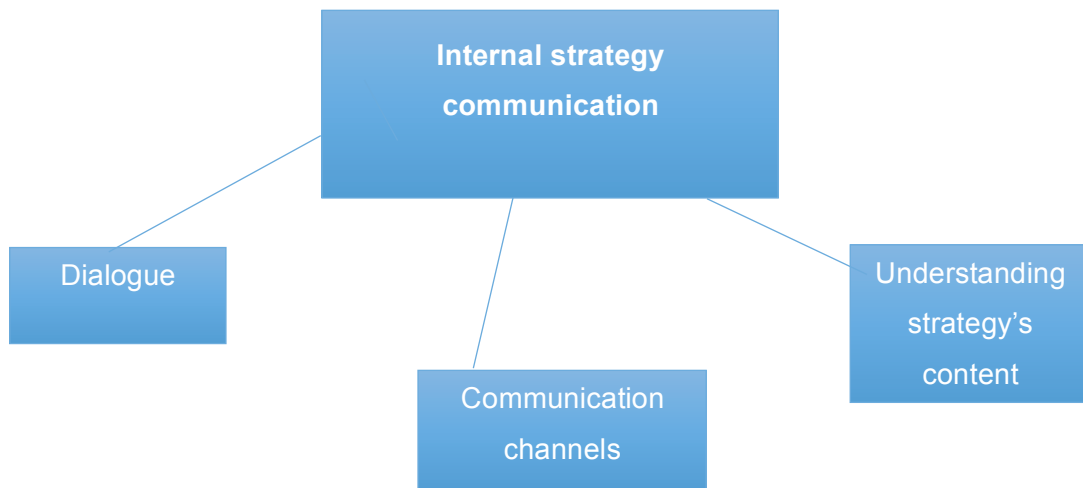 Internal strategy
communication
Dialogue
Understanding
strategy’s
content
Communication
channels